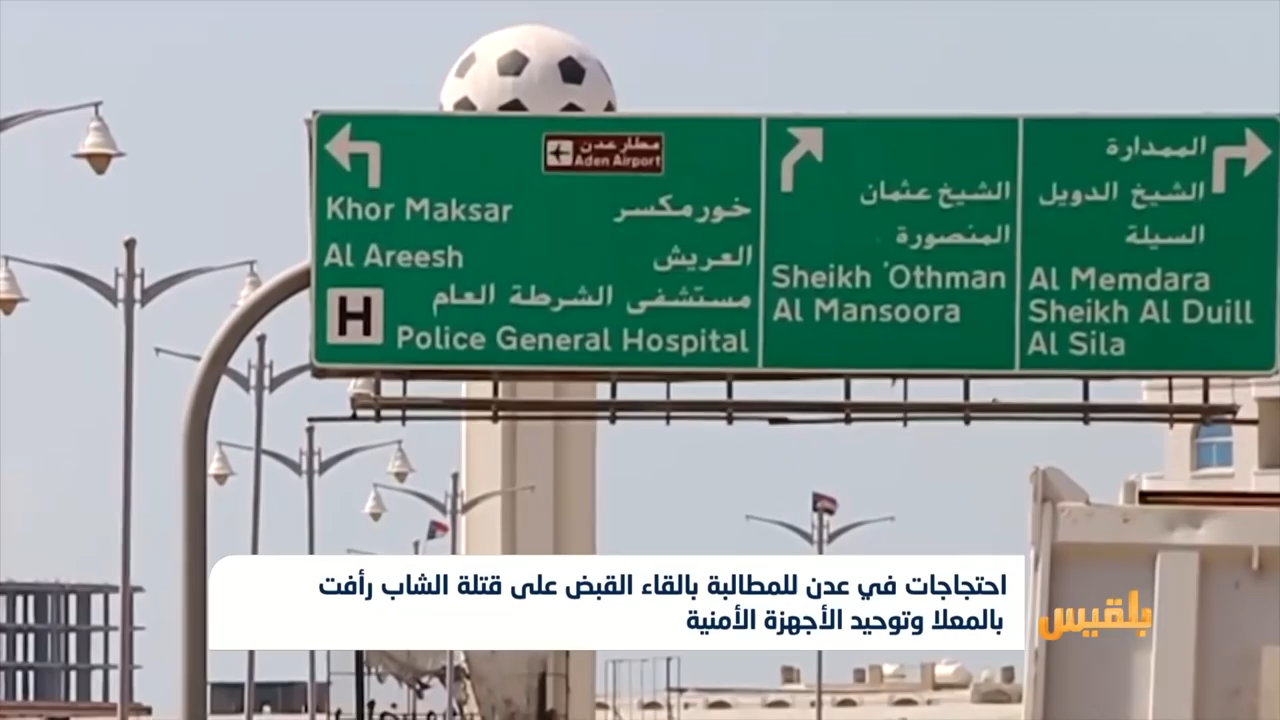 مطار عدن
Aden Airport
Khor Maksar
خور مكسر
Al Areesh
العريش
H
مستشفى الشرطة العام
Police General Hospital
الشيخ عثمان
المنصورة
Sheikh 'Othman
Al Mansoora
الممدارة
الشيخ الدويل
السيلة
Al Memdara
Sheikh Al Duill
Al Sila
احتجاجات في عدن للمطالبة بالقاء القبض على قتلة الشاب رأفت
بالمعلا وتوحيد الأجهزة الأمنية
بلقيس